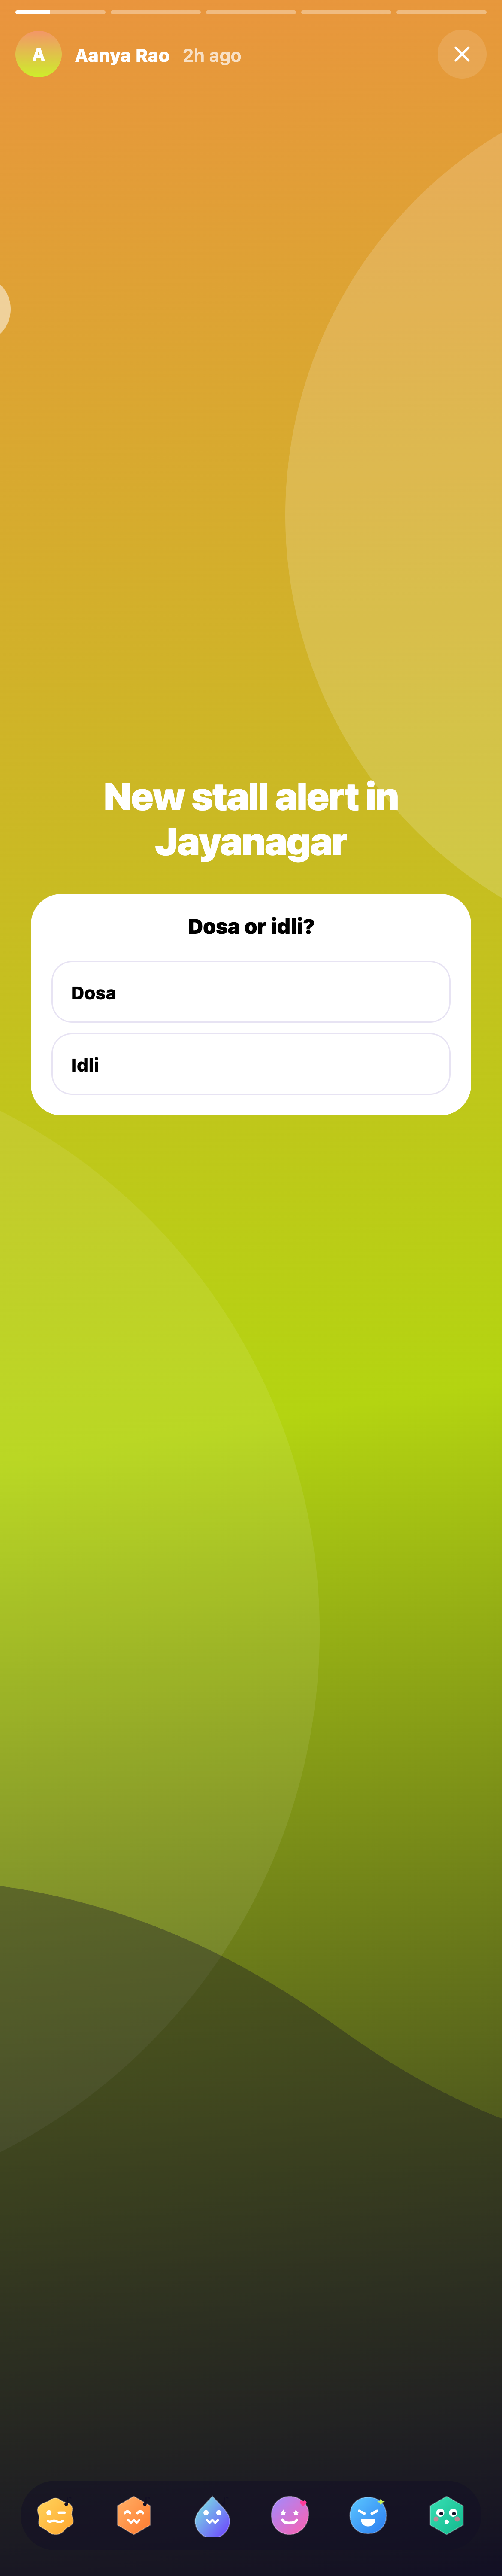 A
Aanya Rao 2h ago
New stall alert in
Jayanagar
Dosa or idli?
Dosa
Idli